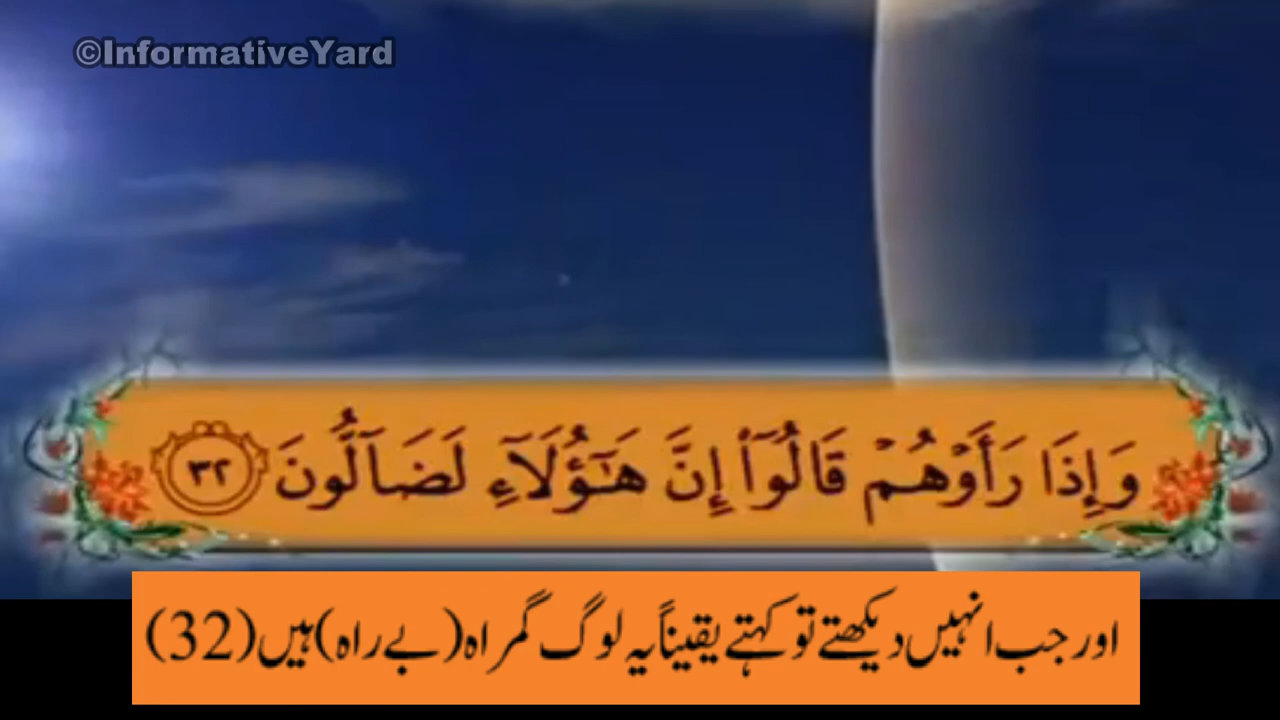 ©InformativeYard
وَإِذَا رَأَوۡهُمۡ قَالُوٓاْ إِنَّ هَـٰٓؤُلَآءِ لَضَآلُّونَ ٣٢
اور جب انہیں دیکھتے تو کہتے یقیناً یہ لوگ گمراہ (بے راہ) ہیں (32)